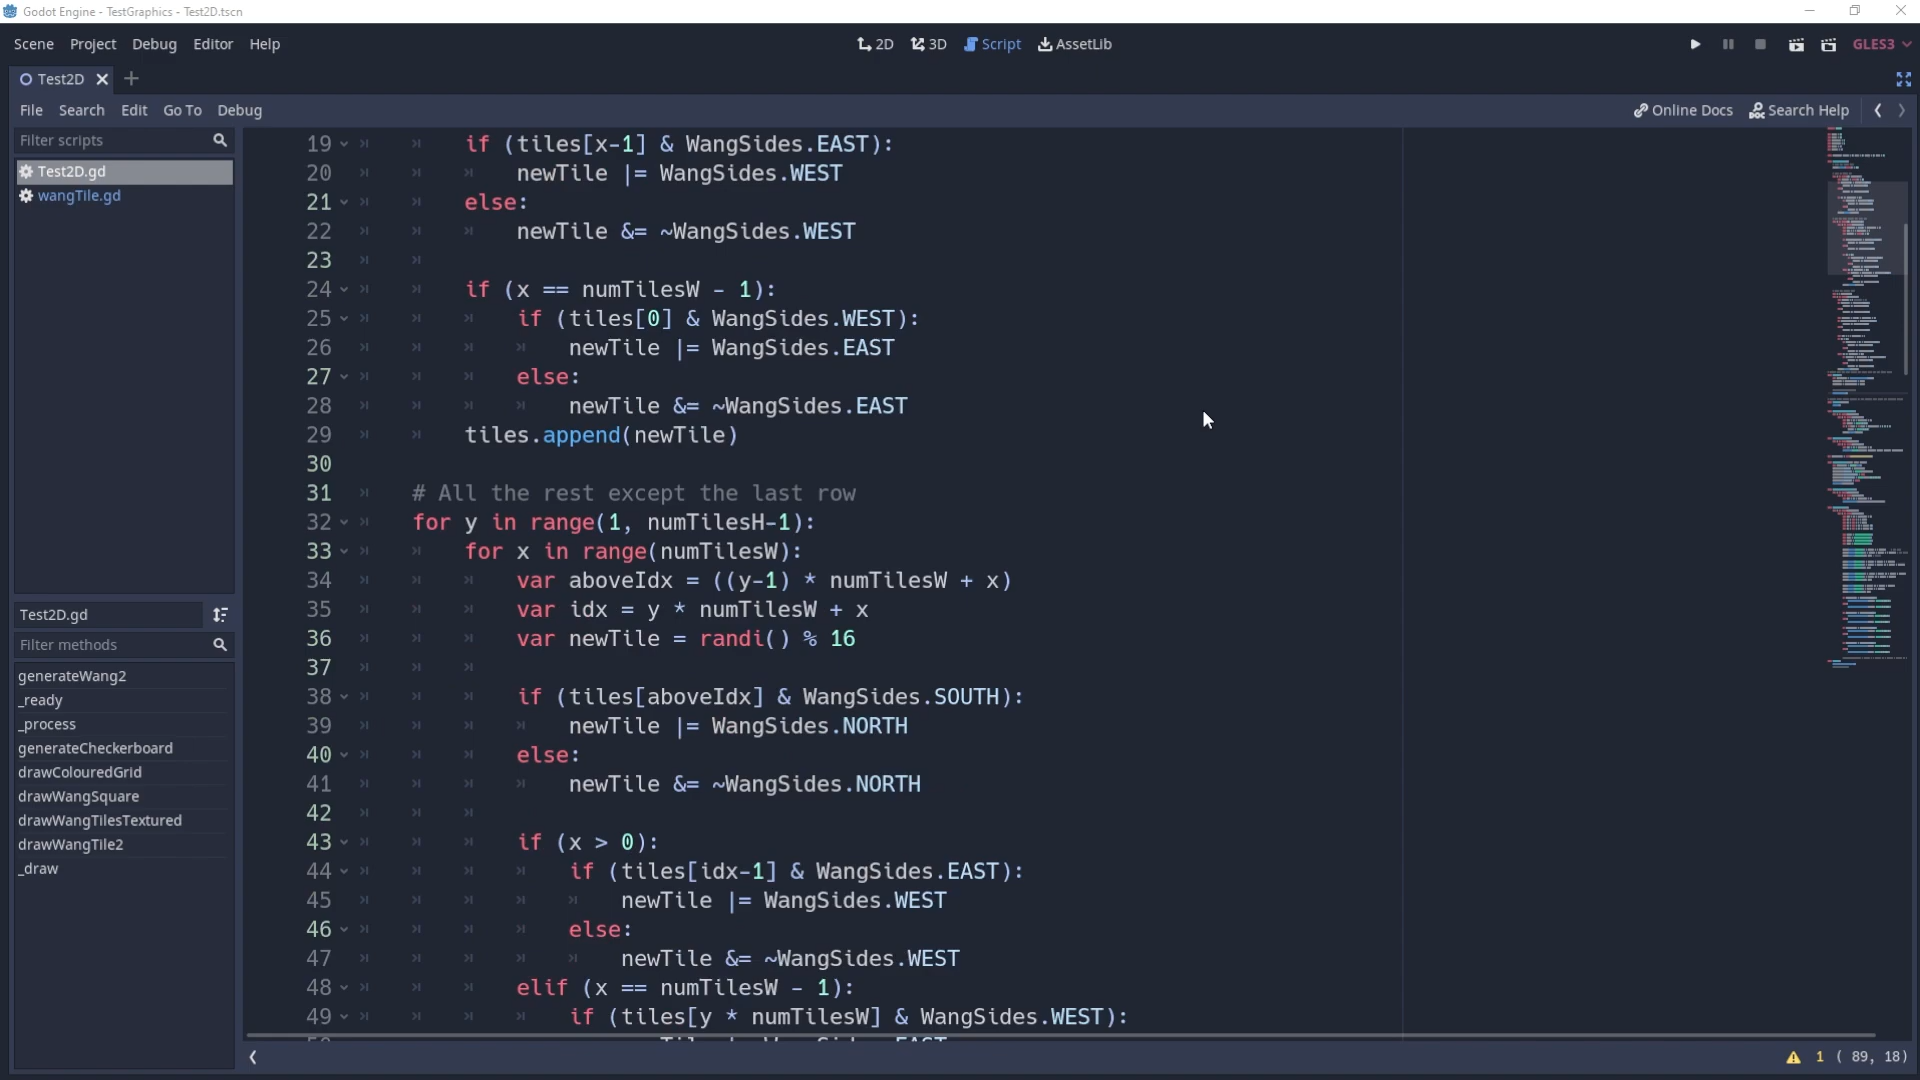 Godot Engine - TestGraphics - Test2D.tscn
Scene Project Debug Editor Help
2D 3D Script AssetLib
GLES3
Test2D
File Search Edit Go To Debug
Online Docs Search Help
Filter scripts
Test2D.gd
wangTile.gd
Test2D.gd
Filter methods
generateWang2
_ready
_process
generateCheckerboard
drawColouredGrid
drawWangSquare
drawWangTilesTextured
drawWangTile2
_draw
19 if (tiles[x-1] & WangSides.EAST):
20 newTile |= WangSides.WEST
21 else:
22 newTile &= ~WangSides.WEST
23
24 if (x == numTilesW - 1):
25 if (tiles[0] & WangSides.WEST):
26 newTile |= WangSides.EAST
27 else:
28 newTile &= ~WangSides.EAST
29 tiles.append(newTile)
30
31 # All the rest except the last row
32 for y in range(1, numTilesH-1):
33 for x in range(numTilesW):
34 var aboveIdx = ((y-1) * numTilesW + x)
35 var idx = y * numTilesW + x
36 var newTile = randi() % 16
37
38 if (tiles[aboveIdx] & WangSides.SOUTH):
39 newTile |= WangSides.NORTH
40 else:
41 newTile &= ~WangSides.NORTH
42
43 if (x > 0):
44 if (tiles[idx-1] & WangSides.EAST):
45 newTile |= WangSides.WEST
46 else:
47 newTile &= ~WangSides.WEST
48 elif (x == numTilesW - 1):
49 if (tiles[y * numTilesW] & WangSides.WEST):
1 ( 89, 18)